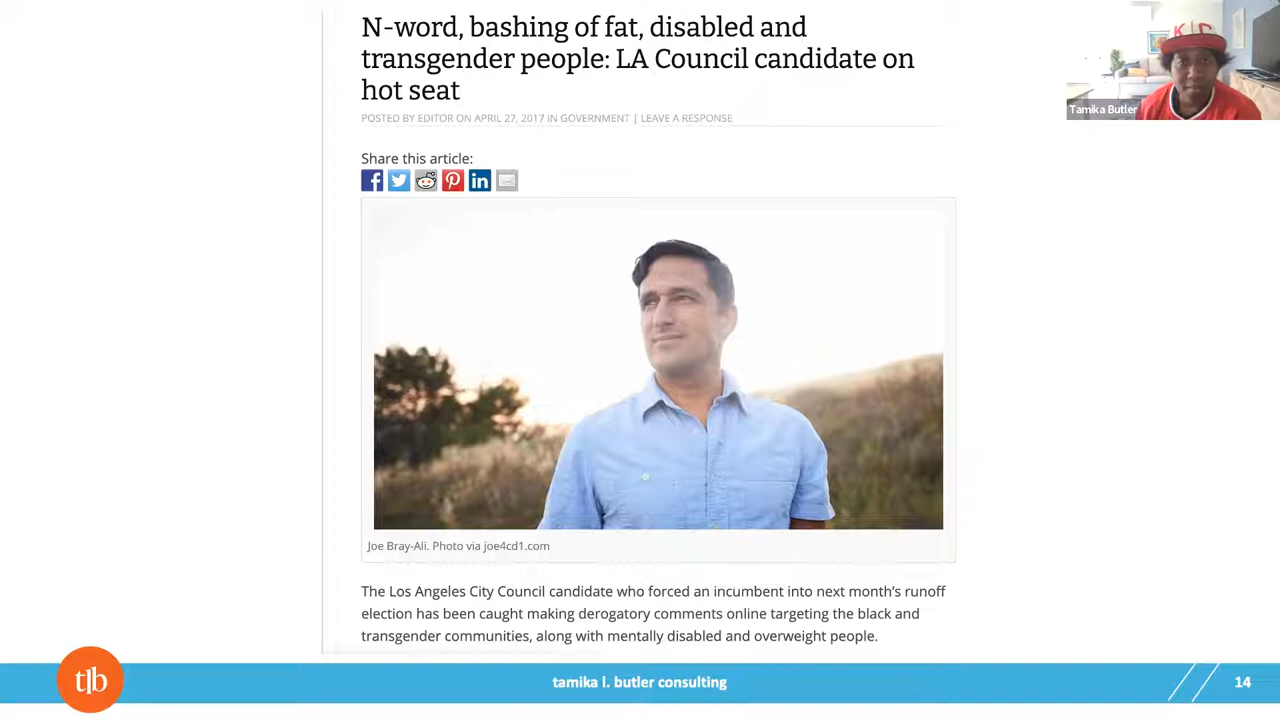 N-word, bashing of fat, disabled and
transgender people: LA Council candidate on
hot seat
POSTED BY EDITOR ON APRIL 27, 2017 IN GOVERNMENT | LEAVE A RESPONSE
Share this article:
Joe Bray-Ali. Photo via joe4cd1.com
The Los Angeles City Council candidate who forced an incumbent into next month's runoff
election has been caught making derogatory comments online targeting the black and
transgender communities, along with mentally disabled and overweight people.
KC
Tamika Butler
tlb
tamika l. butler consulting
14